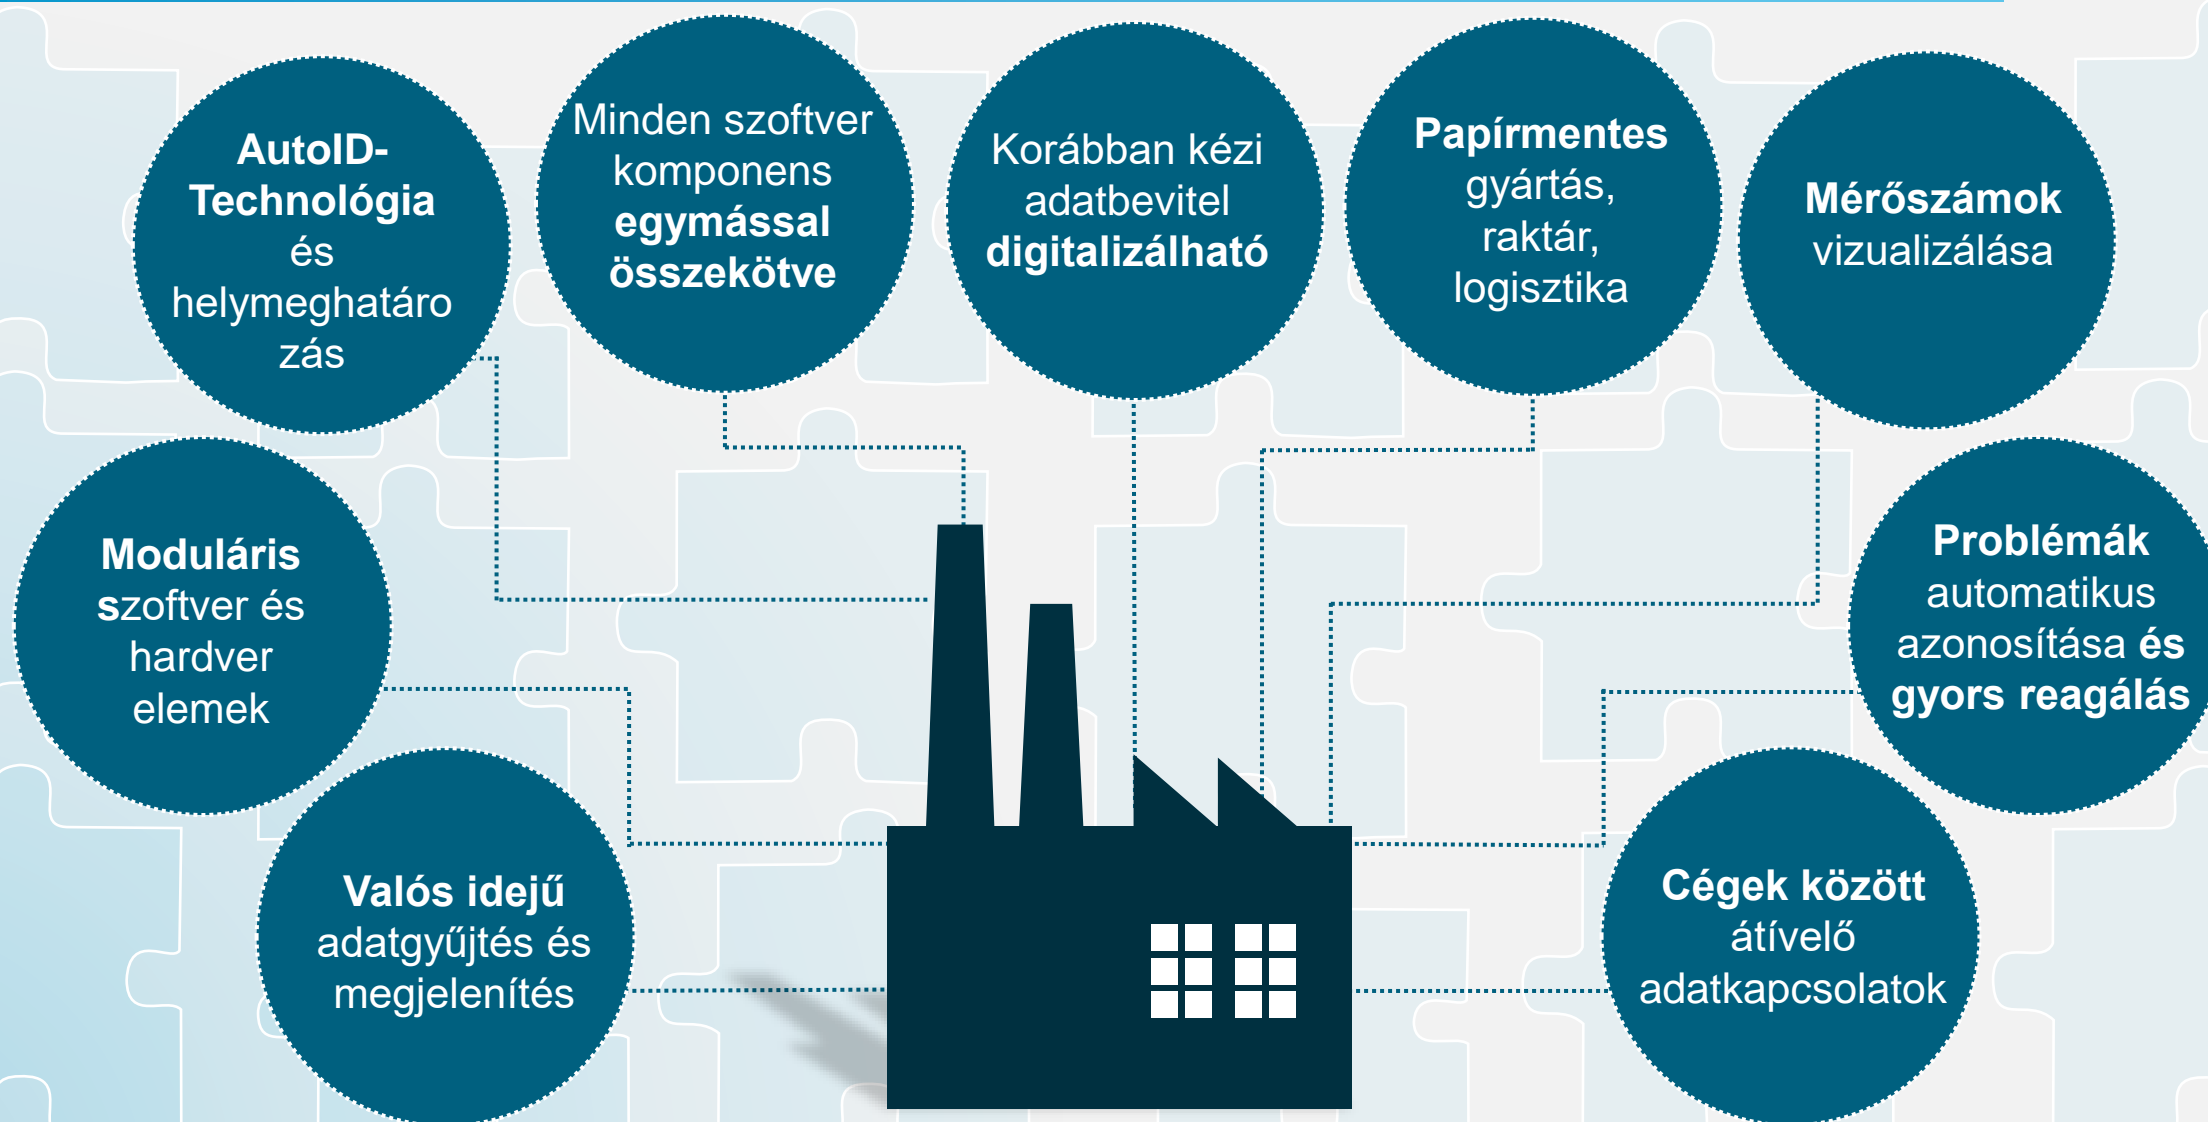 AutoID-
Technológia
és
helymeghatáro
zás
Minden szoftver
komponens
egymással
összekötve
Korábban kézi
adatbevitel
digitalizálható
Papírmentes
gyártás,
raktár,
logisztika
Mérőszámok
vizualizálása
Moduláris
szoftver és
hardver
elemek
Problémák
automatikus
azonosítása és
gyors reagálás
Valós idejű
adatgyűjtés és
megjelenítés
Cégek között
átívelő
adatkapcsolatok